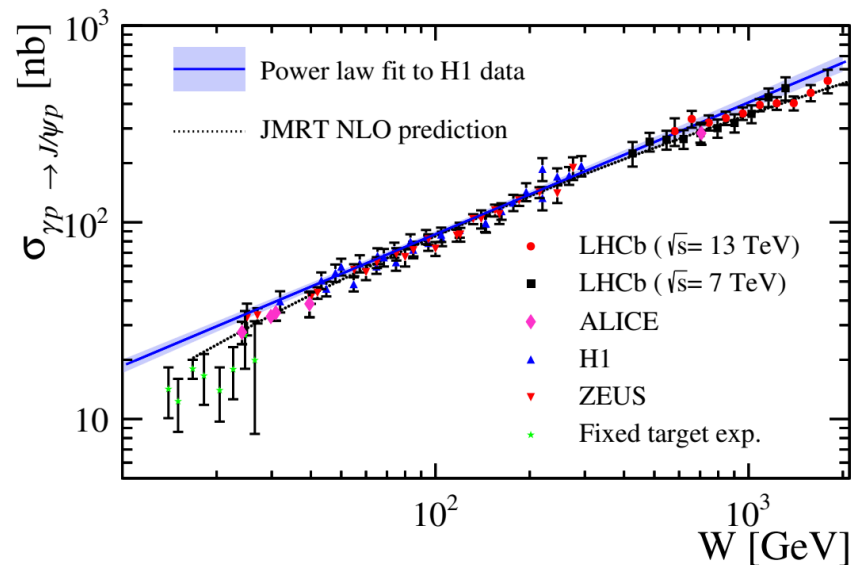 10³
σγp → J/ψp [nb]
Power law fit to H1 data
JMRT NLO prediction
10²
LHCb (√s= 13 TeV)
LHCb (√s= 7 TeV)
ALICE
H1
ZEUS
10
Fixed target exp.
10² 10³
W [GeV]